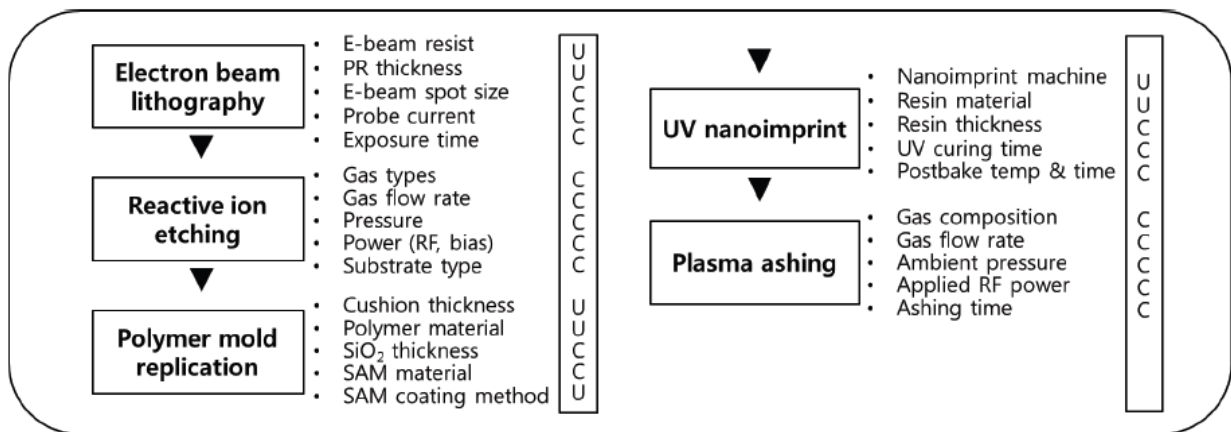 Electron beam
lithography
• E-beam resist U
• PR thickness U
• E-beam spot size C
• Probe current C
• Exposure time C
Reactive ion
etching
• Gas types C
• Gas flow rate C
• Pressure C
• Power (RF, bias) C
• Substrate type C
Polymer mold
replication
• Cushion thickness U
• Polymer material U
• SiO₂ thickness C
• SAM material C
• SAM coating method U
UV nanoimprint
• Nanoimprint machine U
• Resin material U
• Resin thickness C
• UV curing time C
• Postbake temp & time C
Plasma ashing
• Gas composition C
• Gas flow rate C
• Ambient pressure C
• Applied RF power C
• Ashing time C